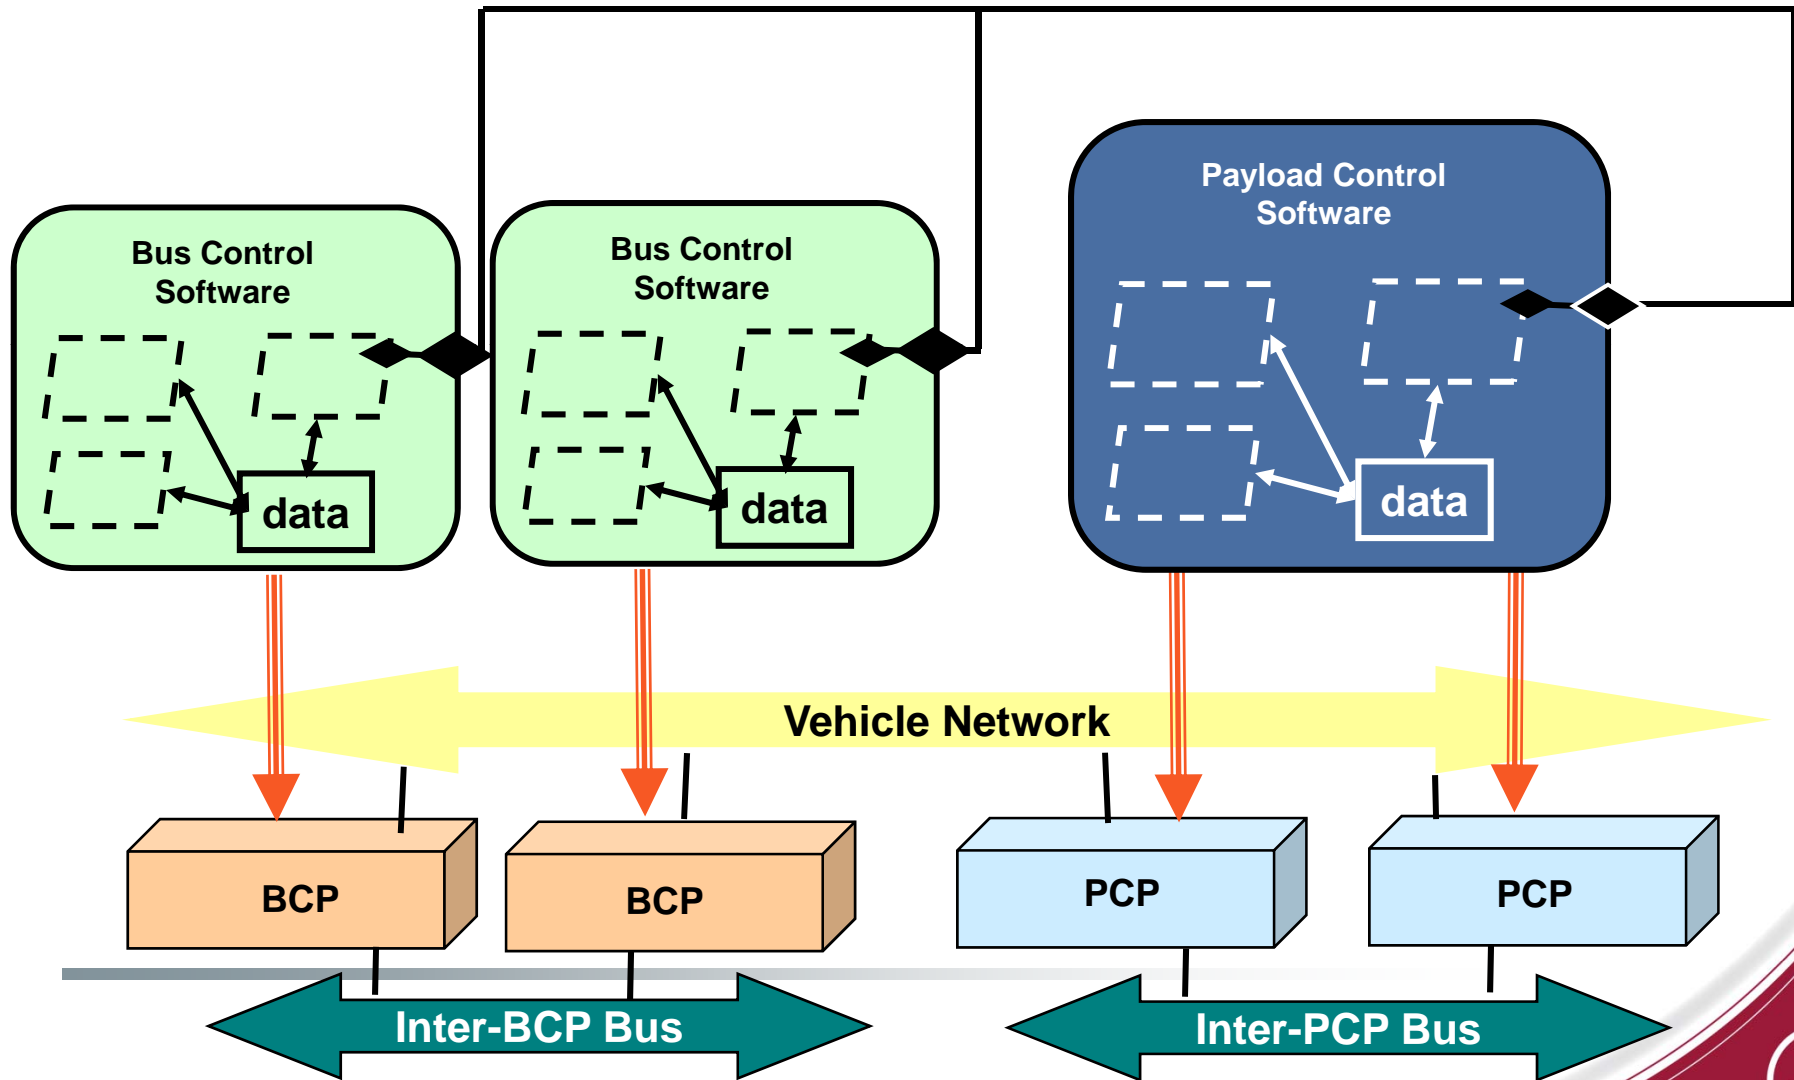 Payload Control
Software
Bus Control
Software
Bus Control
Software
data
data
data
Vehicle Network
BCP
BCP
PCP
PCP
Inter-BCP Bus
Inter-PCP Bus